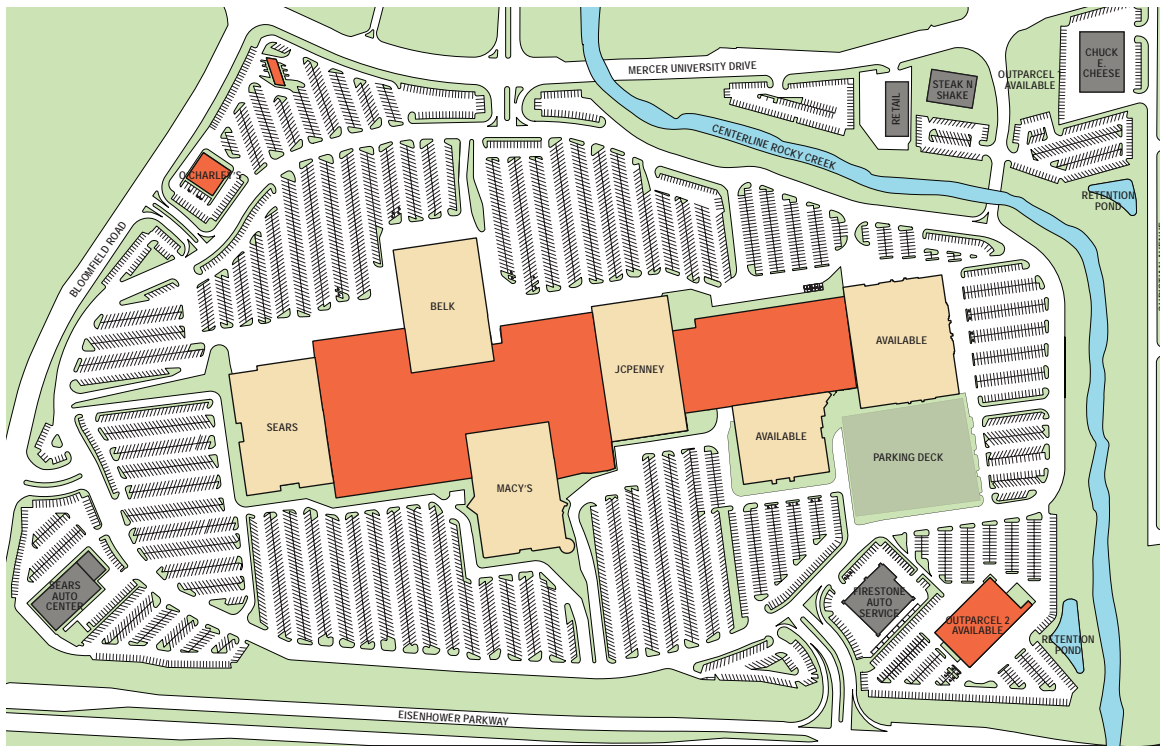 MERCER UNIVERSITY DRIVE
CHUCK
E.
CHEESE
OUTPARCEL
AVAILABLE
STEAK N
SHAKE
RETAIL
CENTERLINE ROCKY CREEK
O'CHARLEY'S
RETENTION
POND
BLOOMFIELD ROAD
BELK
AVAILABLE
JCPENNEY
SEARS
AVAILABLE
PARKING DECK
MACY'S
SEARS
AUTO
CENTER
FIRESTONE
AUTO
SERVICE
OUTPARCEL 2
AVAILABLE
RETENTION
POND
EISENHOWER PARKWAY